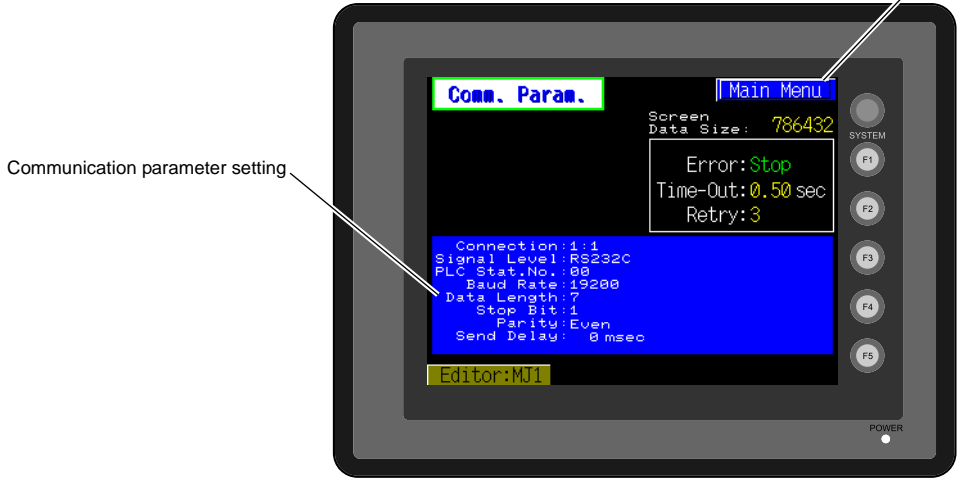 Comm. Param.
Main Menu
Screen
Data Size: 786432
SYSTEM
Error:Stop
F1
Communication parameter setting
Time-Out:0.50 sec
Retry:3
F2
Connection:1:1
Signal Level:RS232C
F3
PLC Stat.No.:00
Baud Rate:19200
Data Length:7
Stop Bit:1
F4
Parity:Even
Send Delay: 0 msec
F5
Editor:MJ1
POWER